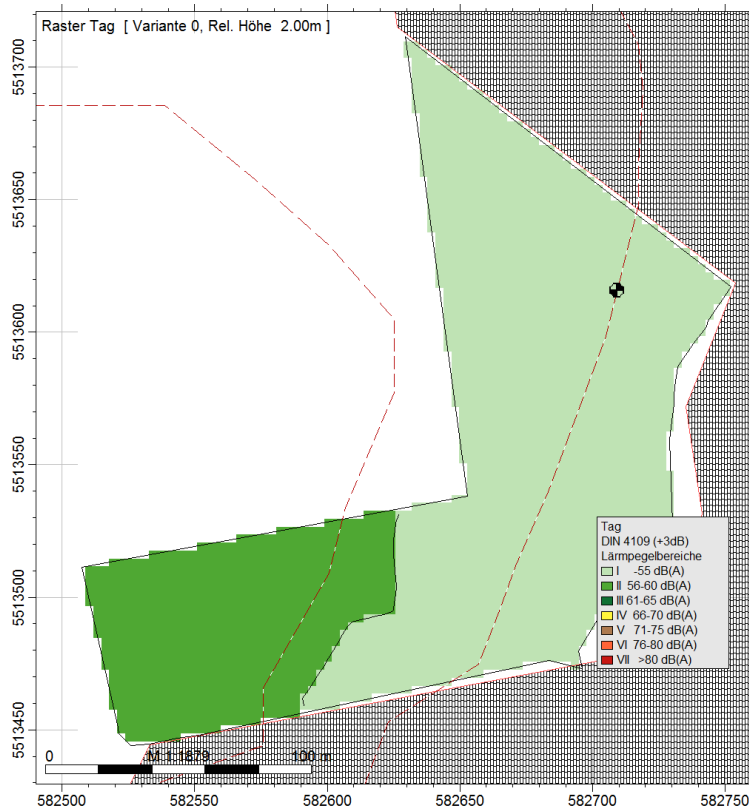 Raster Tag [ Variante 0, Rel. Höhe 2.00m ]
5513700
5513650
5513600
5513550
5513500
5513450
Tag
DIN 4109 (+3dB)
Lärmpegelbereiche
I -55 dB(A)
II 56-60 dB(A)
III 61-65 dB(A)
IV 66-70 dB(A)
V 71-75 dB(A)
VI 76-80 dB(A)
VII >80 dB(A)
0 M 1:1879 100 m
582500 582550 582600 582650 582700 582750